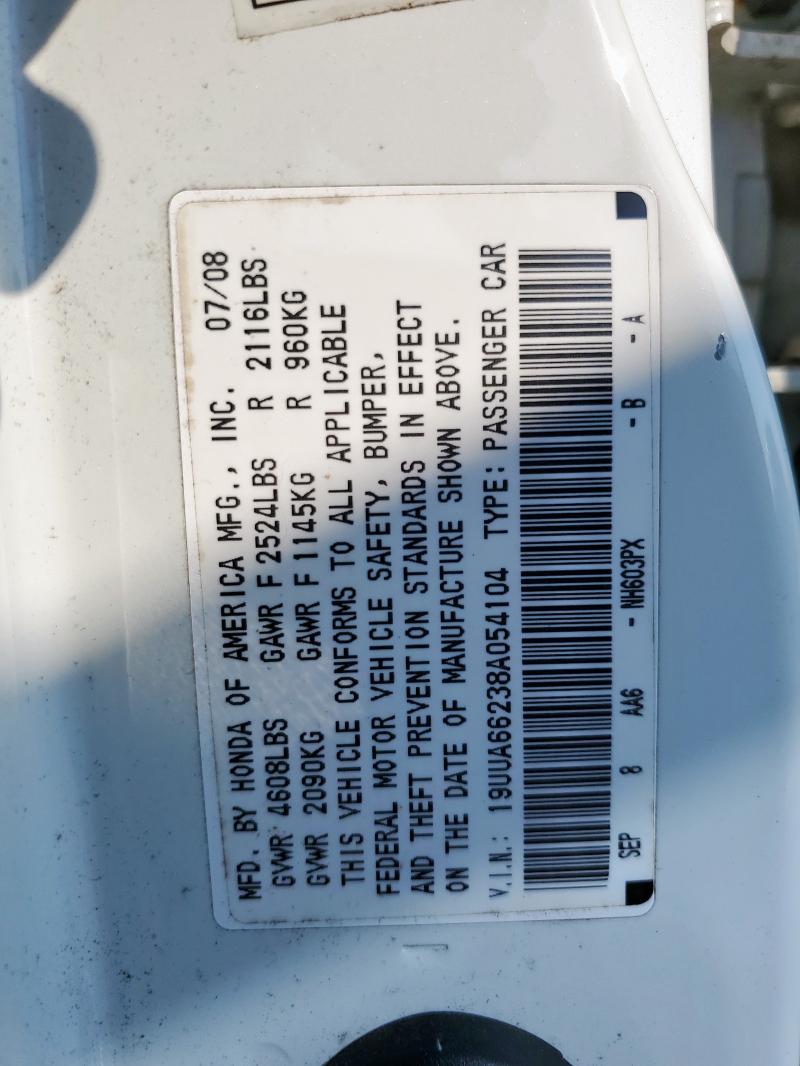 MFD. BY HONDA OF AMERICA MFG., INC. 07/08
GVWR 4608LBS GAWR F 2524LBS R 2116LBS
GVWR 2090KG GAWR F 1145KG R 960KG
THIS VEHICLE CONFORMS TO ALL APPLICABLE
FEDERAL MOTOR VEHICLE SAFETY, BUMPER,
AND THEFT PREVENTION STANDARDS IN EFFECT
ON THE DATE OF MANUFACTURE SHOWN ABOVE.
V.I.N.: 19UUA66238A054104 TYPE: PASSENGER CAR
SEP 8 AA6 - NH603PX - B - A